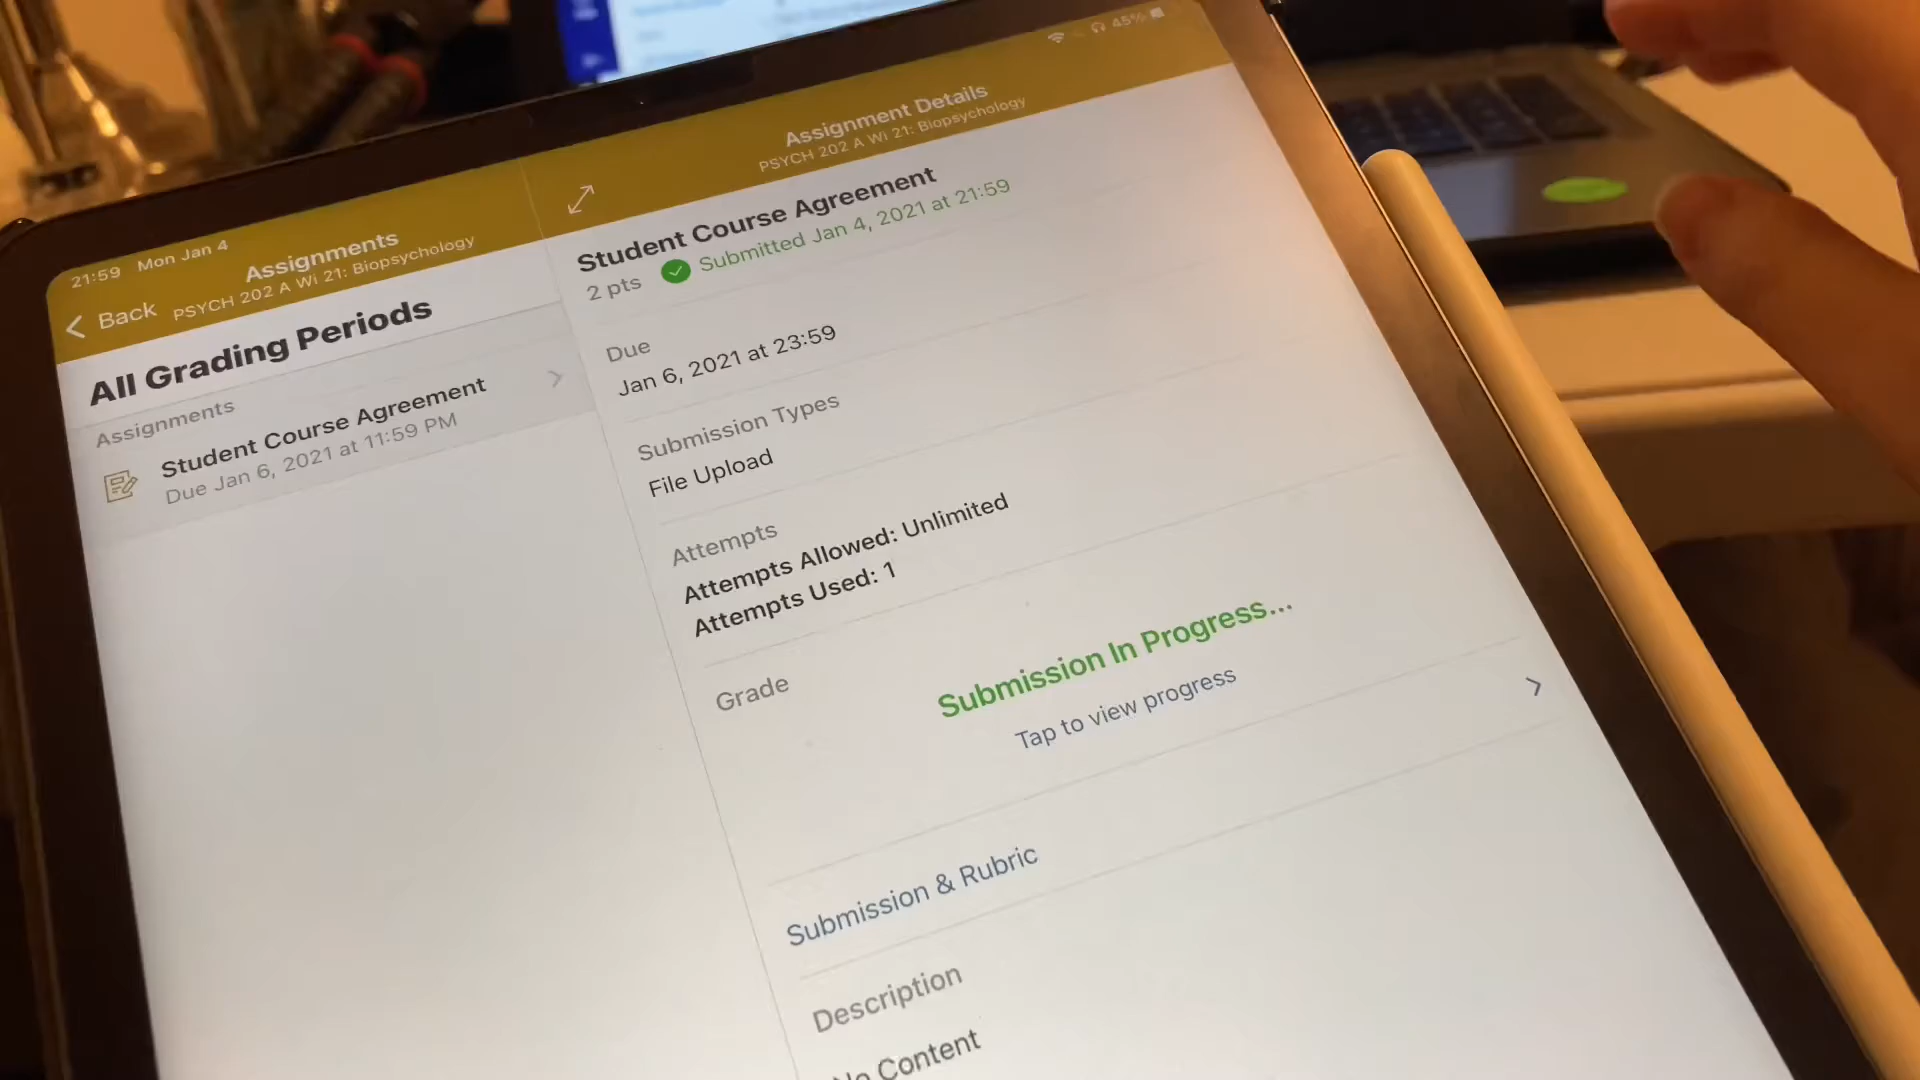 21:59 Mon Jan 4
45%
Back
Assignments
PSYCH 202 A Wi 21: Biopsychology
All Grading Periods
Assignments
Student Course Agreement
Due Jan 6, 2021 at 11:59 PM
Assignment Details
PSYCH 202 A Wi 21: Biopsychology
Student Course Agreement
2 pts Submitted Jan 4, 2021 at 21:59
Due
Jan 6, 2021 at 23:59
Submission Types
File Upload
Attempts
Attempts Allowed: Unlimited
Attempts Used: 1
Grade
Submission In Progress...
Tap to view progress
Submission & Rubric
Description
No Content